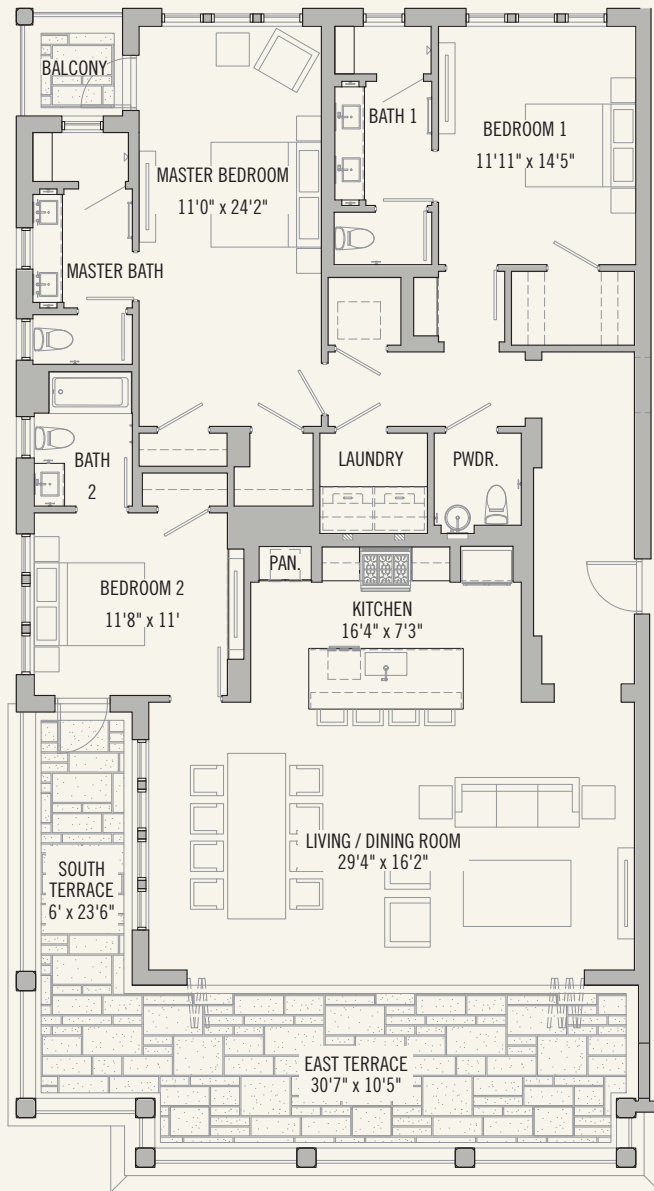 BALCONY
MASTER BEDROOM
11'0" x 24'2"
BATH 1
BEDROOM 1
11'11" x 14'5"
MASTER BATH
BATH
2
LAUNDRY
PWDR.
BEDROOM 2
11'8" x 11'
PAN.
KITCHEN
16'4" x 7'3"
LIVING / DINING ROOM
29'4" x 16'2"
SOUTH
TERRACE
6' x 23'6"
EAST TERRACE
30'7" x 10'5"